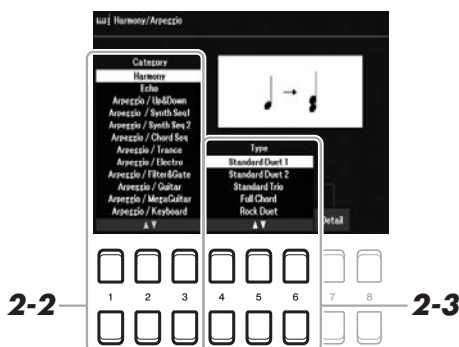 Harmony/Arpeggio
Category
Harmony
Echo
Arpeggio / Up&Down
Arpeggio / Synth Seq1
Arpeggio / Synth Seq 2
Arpeggio / Chord Seq
Arpeggio / Trance
Arpeggio / Electro
Arpeggio / Filter&Gate
Arpeggio / Guitar
Arpeggio / MegaGuitar
Arpeggio / Keyboard
▲▼
Type
Standard Duet 1
Standard Duet 2
Standard Trio
Full Chord
Rock Duet
▲▼
Detail
2-2
1 2 3 4 5 6 7 8
2-3